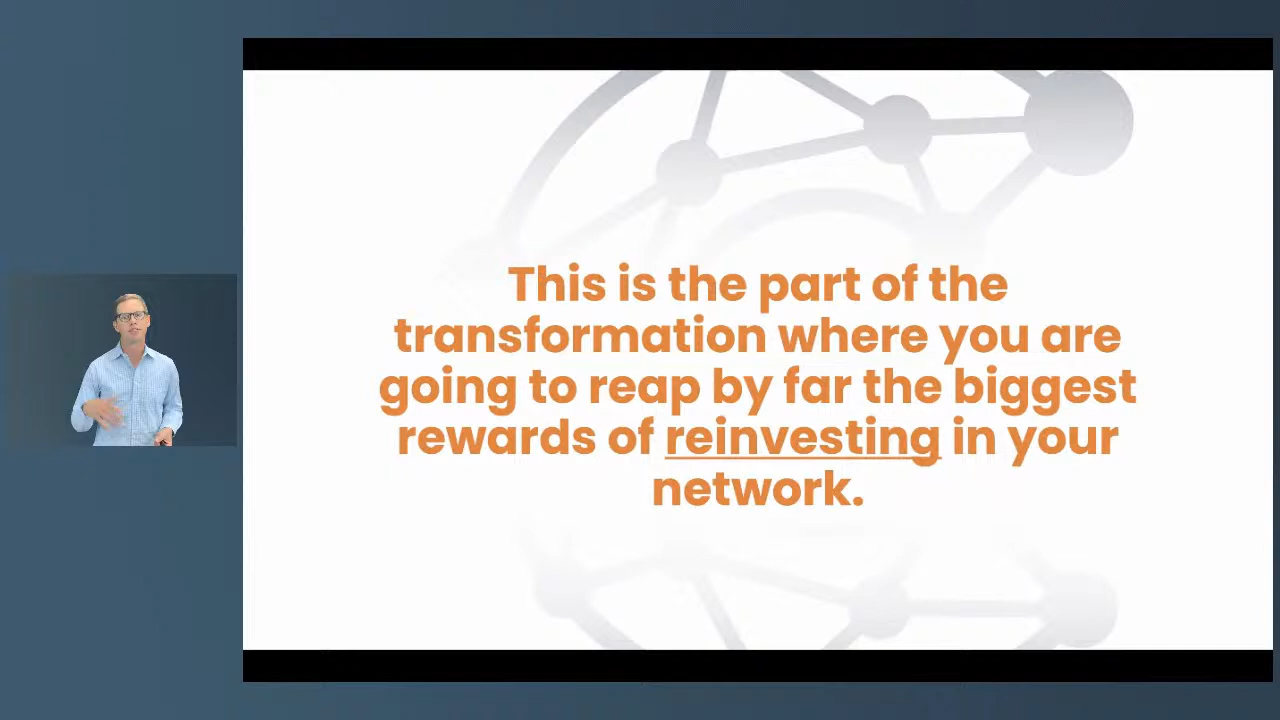 This is the part of the
transformation where you are
going to reap by far the biggest
rewards of reinvesting in your
network.